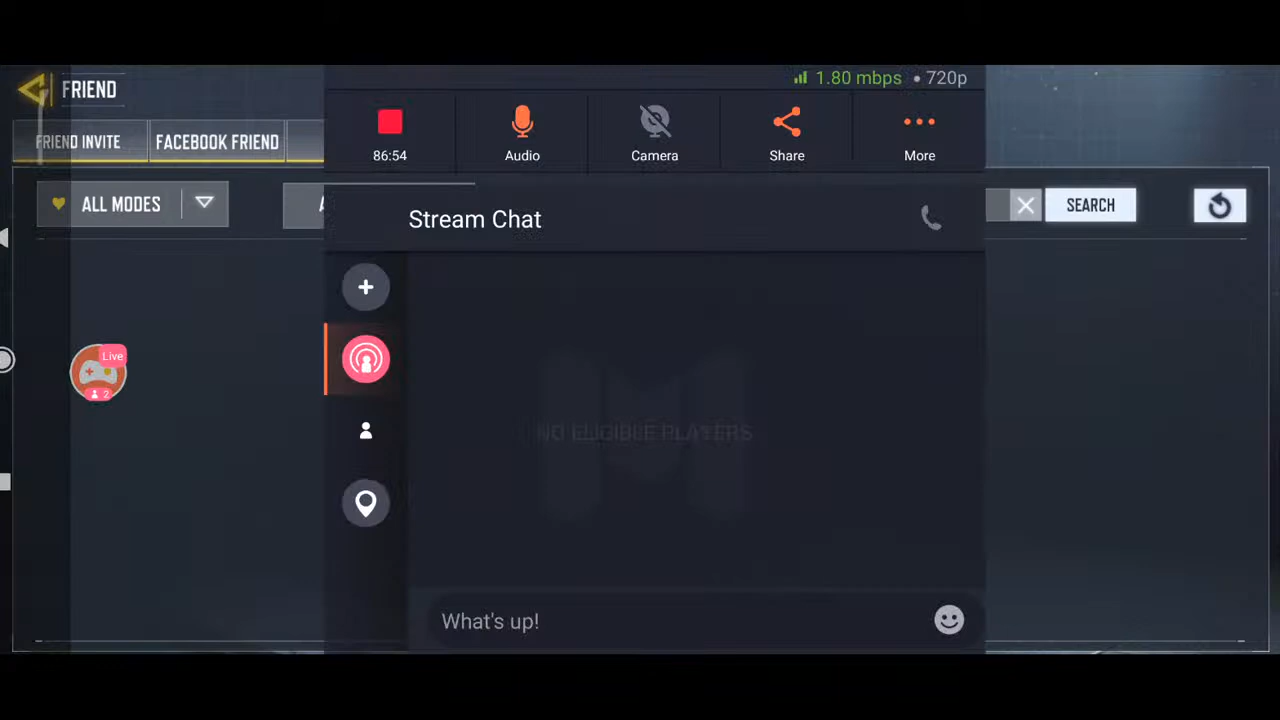 FRIEND
1.80 mbps • 720p
86:54
Audio
Camera
Share
More
FRIEND INVITE
FACEBOOK FRIEND
ALL MODES
SEARCH
Stream Chat
Live
2
NO ELIGIBLE PLAYERS
What's up!